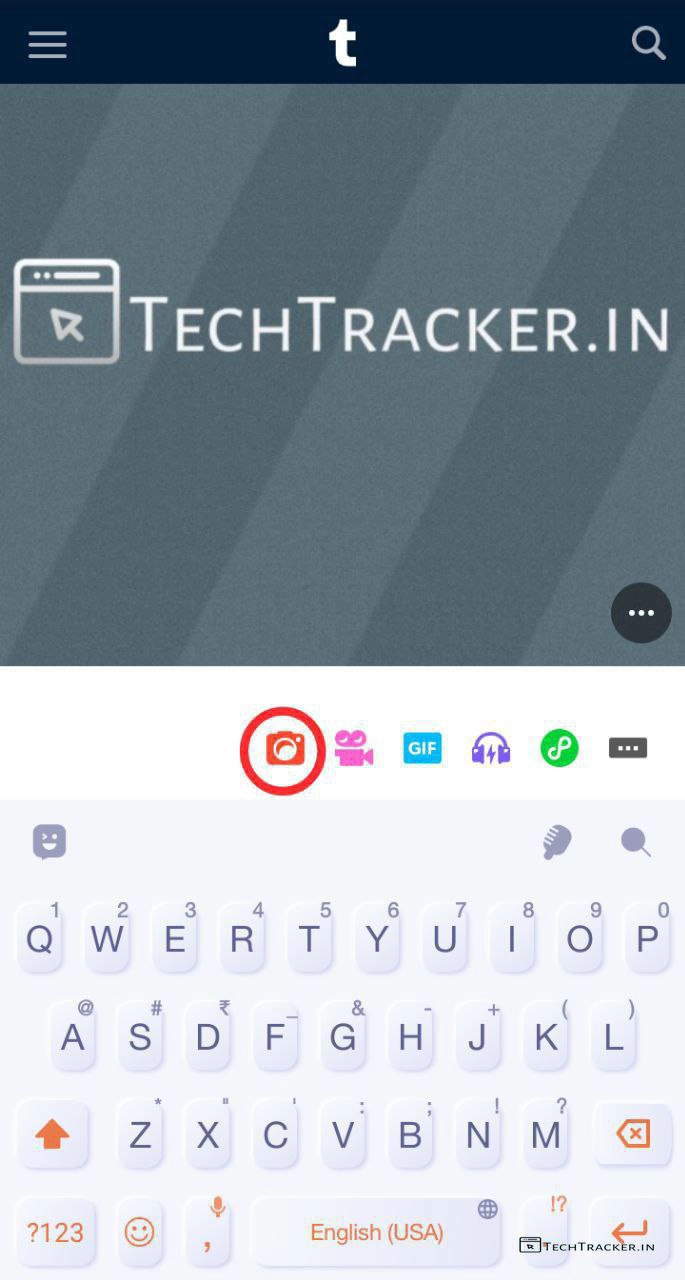 t
TECHTRACKER.IN
GIF
1 2 3 4 5 6 7 8 9 0
Q W E R T Y U I O P
@ # ₹ _ & - + ( )
A S D F G H J K L
* " ' : ; ! ?
Z X C V B N M
!?
?123 , English (USA) .
TECHTRACKER.IN